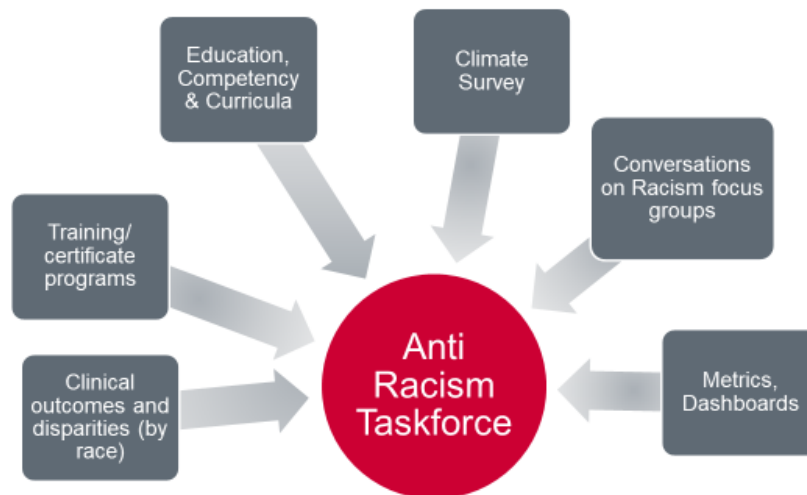 Education,
Competency
& Curricula
Climate
Survey
Conversations
on Racism focus
groups
Training/
certificate
programs
Anti
Racism
Taskforce
Clinical
outcomes and
disparities (by
race)
Metrics,
Dashboards